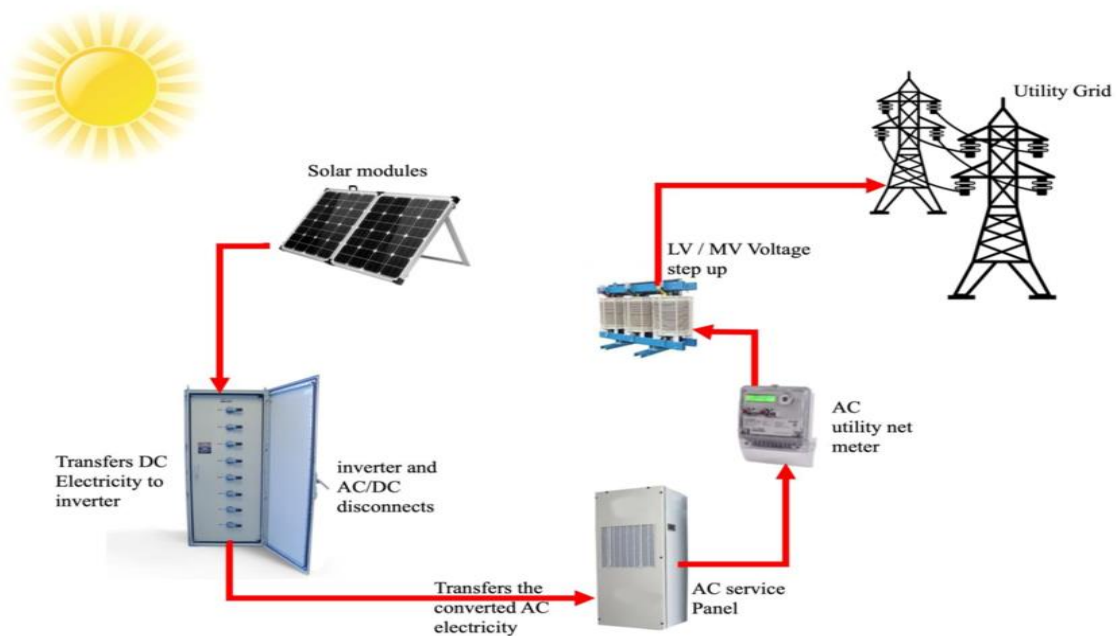 Solar modules
Transfers DC
Electricity to
inverter
inverter and
AC/DC
disconnects
Transfers the
converted AC
electricity
AC service
Panel
AC
utility net
meter
LV / MV Voltage
step up
Utility Grid